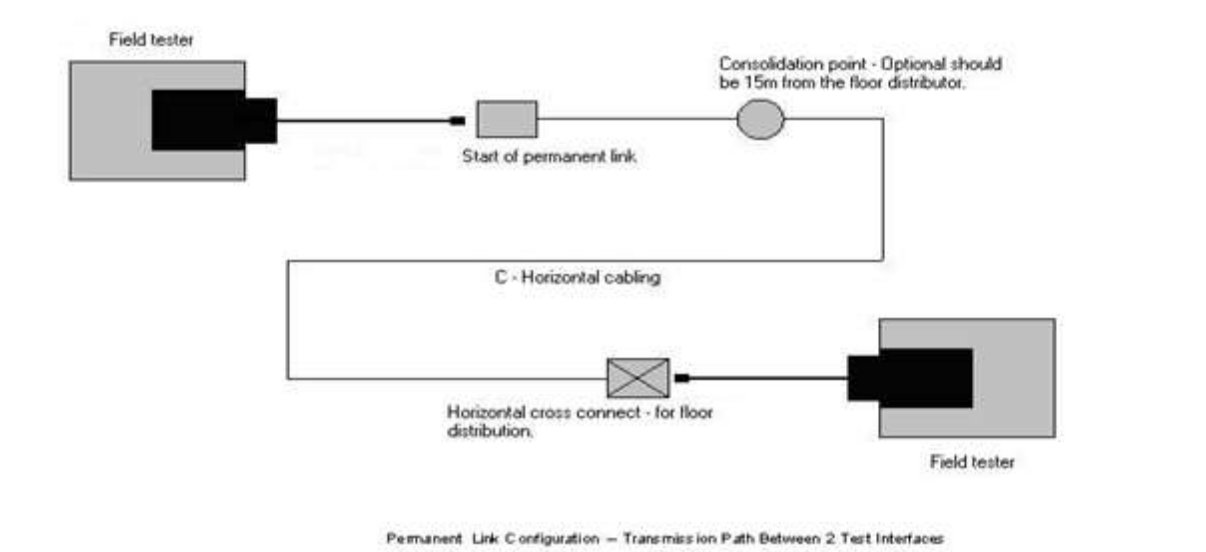 Field tester
Consolidation point - Optional should
be 15m from the floor distributor.
Start of permanent link
C - Horizontal cabling
Horizontal cross connect - for floor
distribution.
Field tester
Permanent Link Configuration – Transmission Path Between 2 Test Interfaces